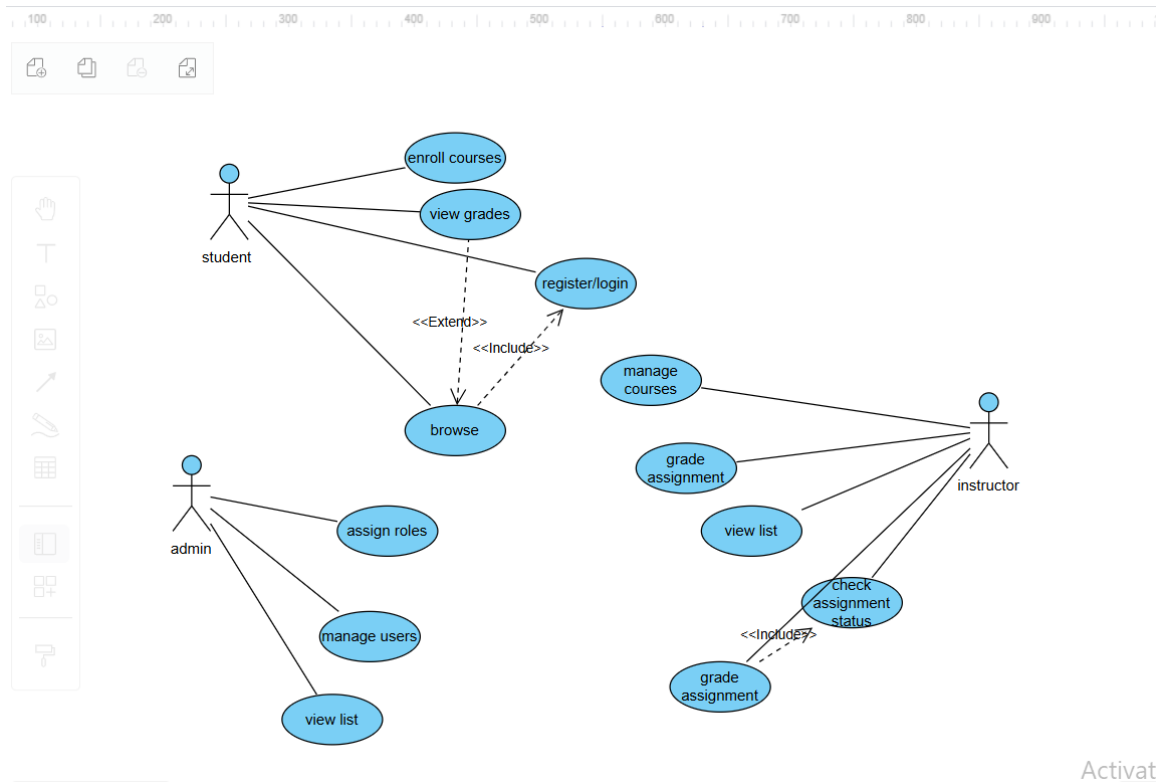 100 200 300 400 500 600 700 800 900
enroll courses
view grades
student
register/login
<<Extend>>
<<Include>>
manage
courses
browse
grade
assignment
instructor
view list
assign roles
admin
check
assignment
status
manage users
<<Include>>
grade
assignment
view list
Activat